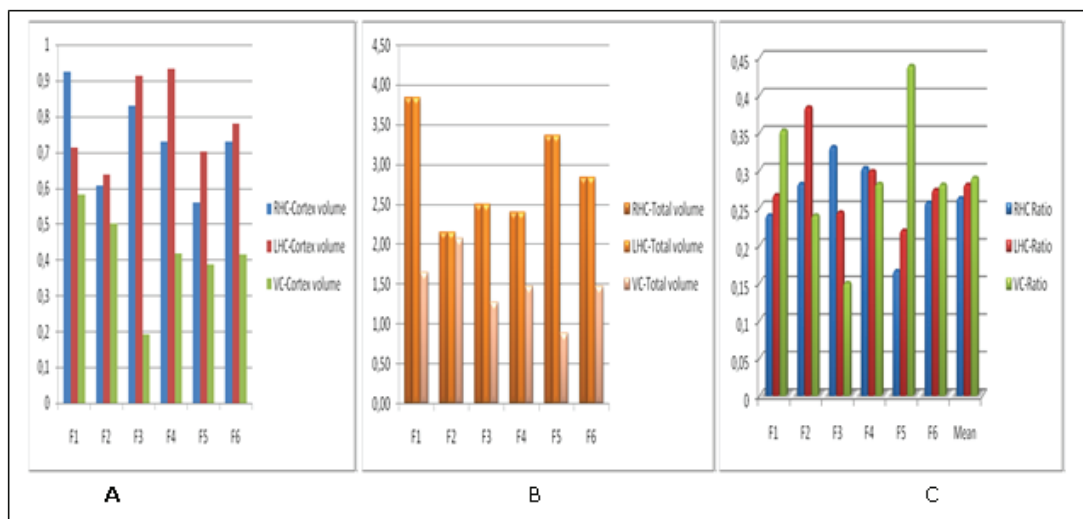 1
0,9
0,8
0,7
0,6
0,5
0,4
0,3
0,2
0,1
0
F1 F2 F3 F4 F5 F6
RHC-Cortex volume
LHC-Cortex volume
VC-Cortex volume
A
4,50
4,00
3,50
3,00
2,50
2,00
1,50
1,00
0,50
0,00
F1 F2 F3 F4 F5 F6
RHC-Total volume
LHC-Total volume
VC-Total volume
B
0,45
0,4
0,35
0,3
0,25
0,2
0,15
0,1
0,05
0
F1 F2 F3 F4 F5 F6 Mean
RHC Ratio
LHC-Ratio
VC-Ratio
C